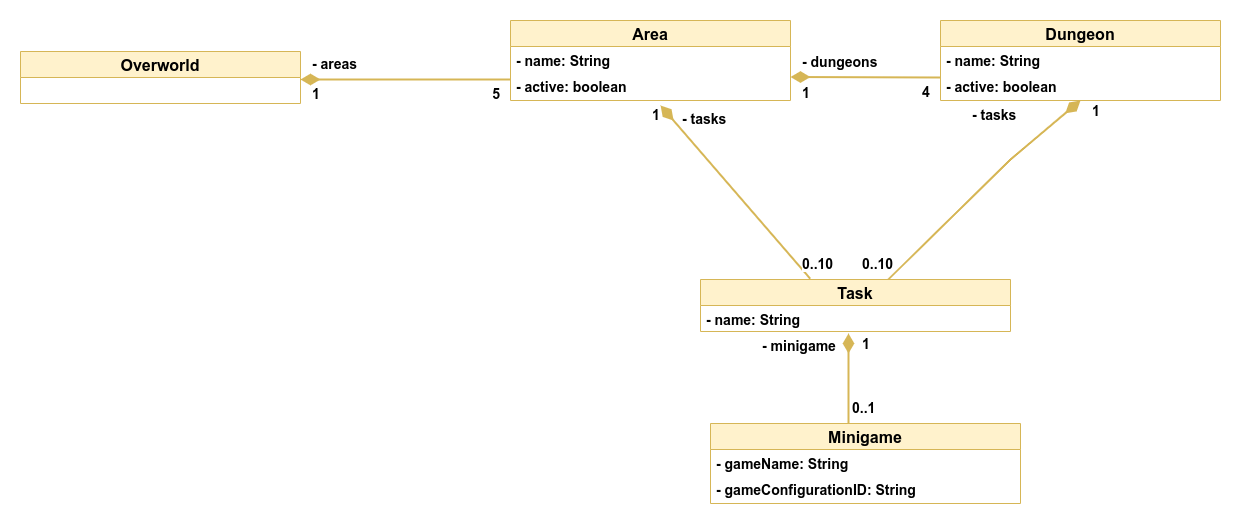 Overworld
- areas
1
5
Area
- name: String
- active: boolean
- dungeons
1
4
Dungeon
- name: String
- active: boolean
1
- tasks
- tasks
1
0..10
0..10
Task
- name: String
- minigame
1
0..1
Minigame
- gameName: String
- gameConfigurationID: String